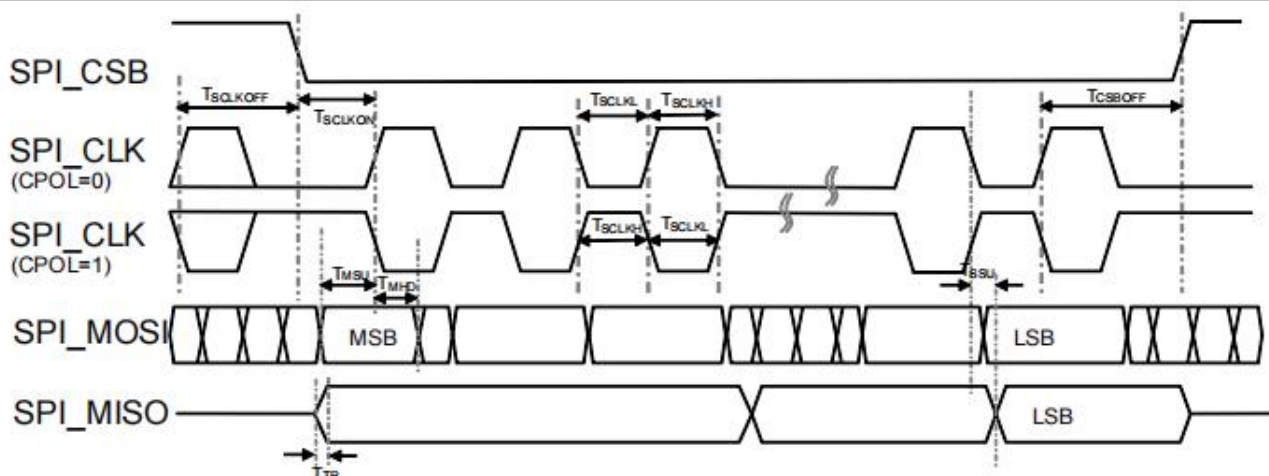 SPI_CSB
TSCLKOFF
TSCLKON
TSCLKL
TSCLKH
TCSBOFF
SPI_CLK
(CPOL=0)
SPI_CLK
(CPOL=1)
TSCLKH
TSCLKL
TMSU
TMHD
TSSU
SPI_MOSI
MSB
LSB
SPI_MISO
LSB